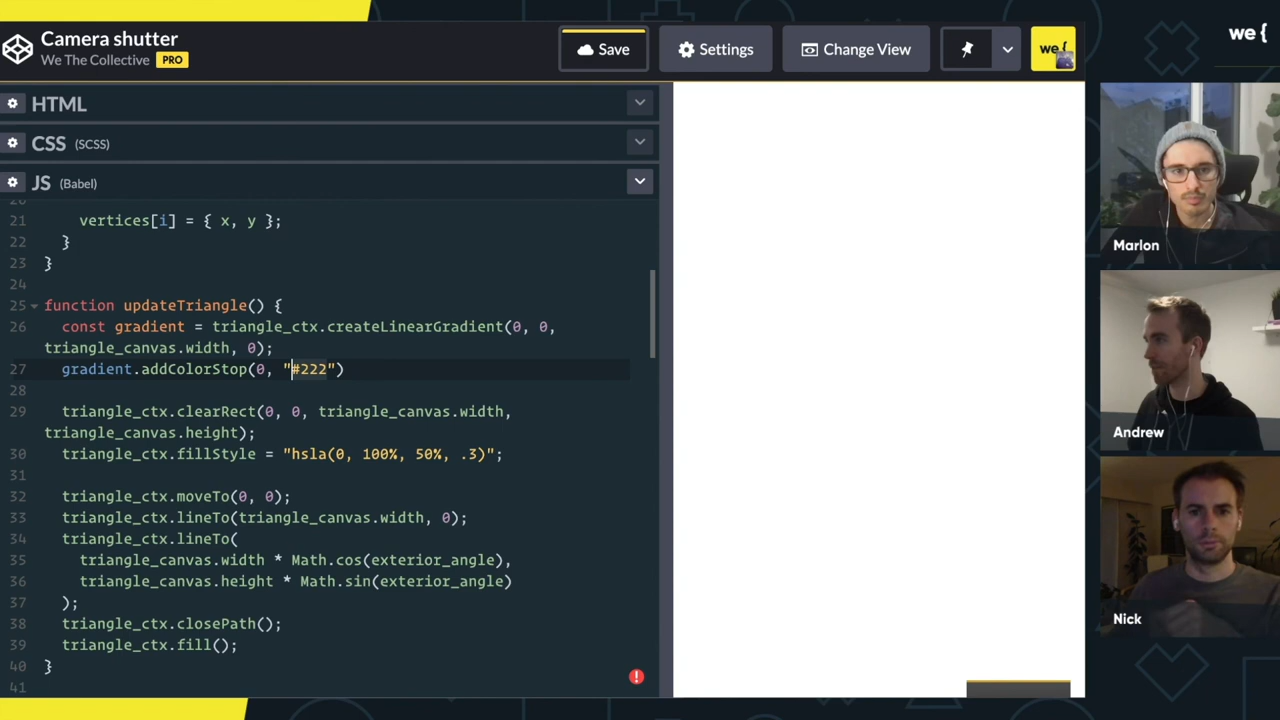 Camera shutter
We The Collective PRO
Save
Settings
Change View
we {
we {
HTML
CSS (SCSS)
JS (Babel)
21 vertices[i] = { x, y };
22 }
23 }
24
25 function updateTriangle() {
26 const gradient = triangle_ctx.createLinearGradient(0, 0,
triangle_canvas.width, 0);
27 gradient.addColorStop(0, "#222")
28
29 triangle_ctx.clearRect(0, 0, triangle_canvas.width,
triangle_canvas.height);
30 triangle_ctx.fillStyle = "hsla(0, 100%, 50%, .3)";
31
32 triangle_ctx.moveTo(0, 0);
33 triangle_ctx.lineTo(triangle_canvas.width, 0);
34 triangle_ctx.lineTo(
35 triangle_canvas.width * Math.cos(exterior_angle),
36 triangle_canvas.height * Math.sin(exterior_angle)
37 );
38 triangle_ctx.closePath();
39 triangle_ctx.fill();
40 }
41
Marlon
Andrew
Nick